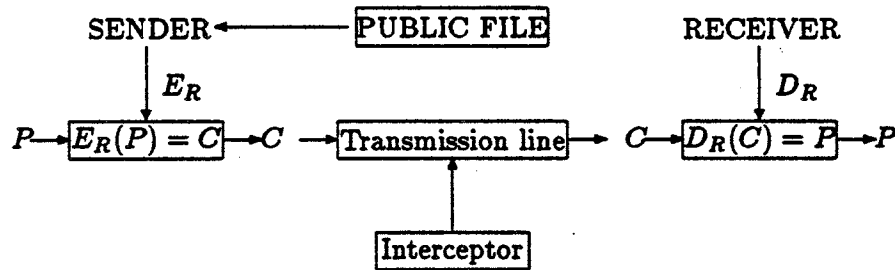 SENDER PUBLIC FILE RECEIVER
E_R D_R
P E_R(P) = C C Transmission line C D_R(C) = P P
Interceptor